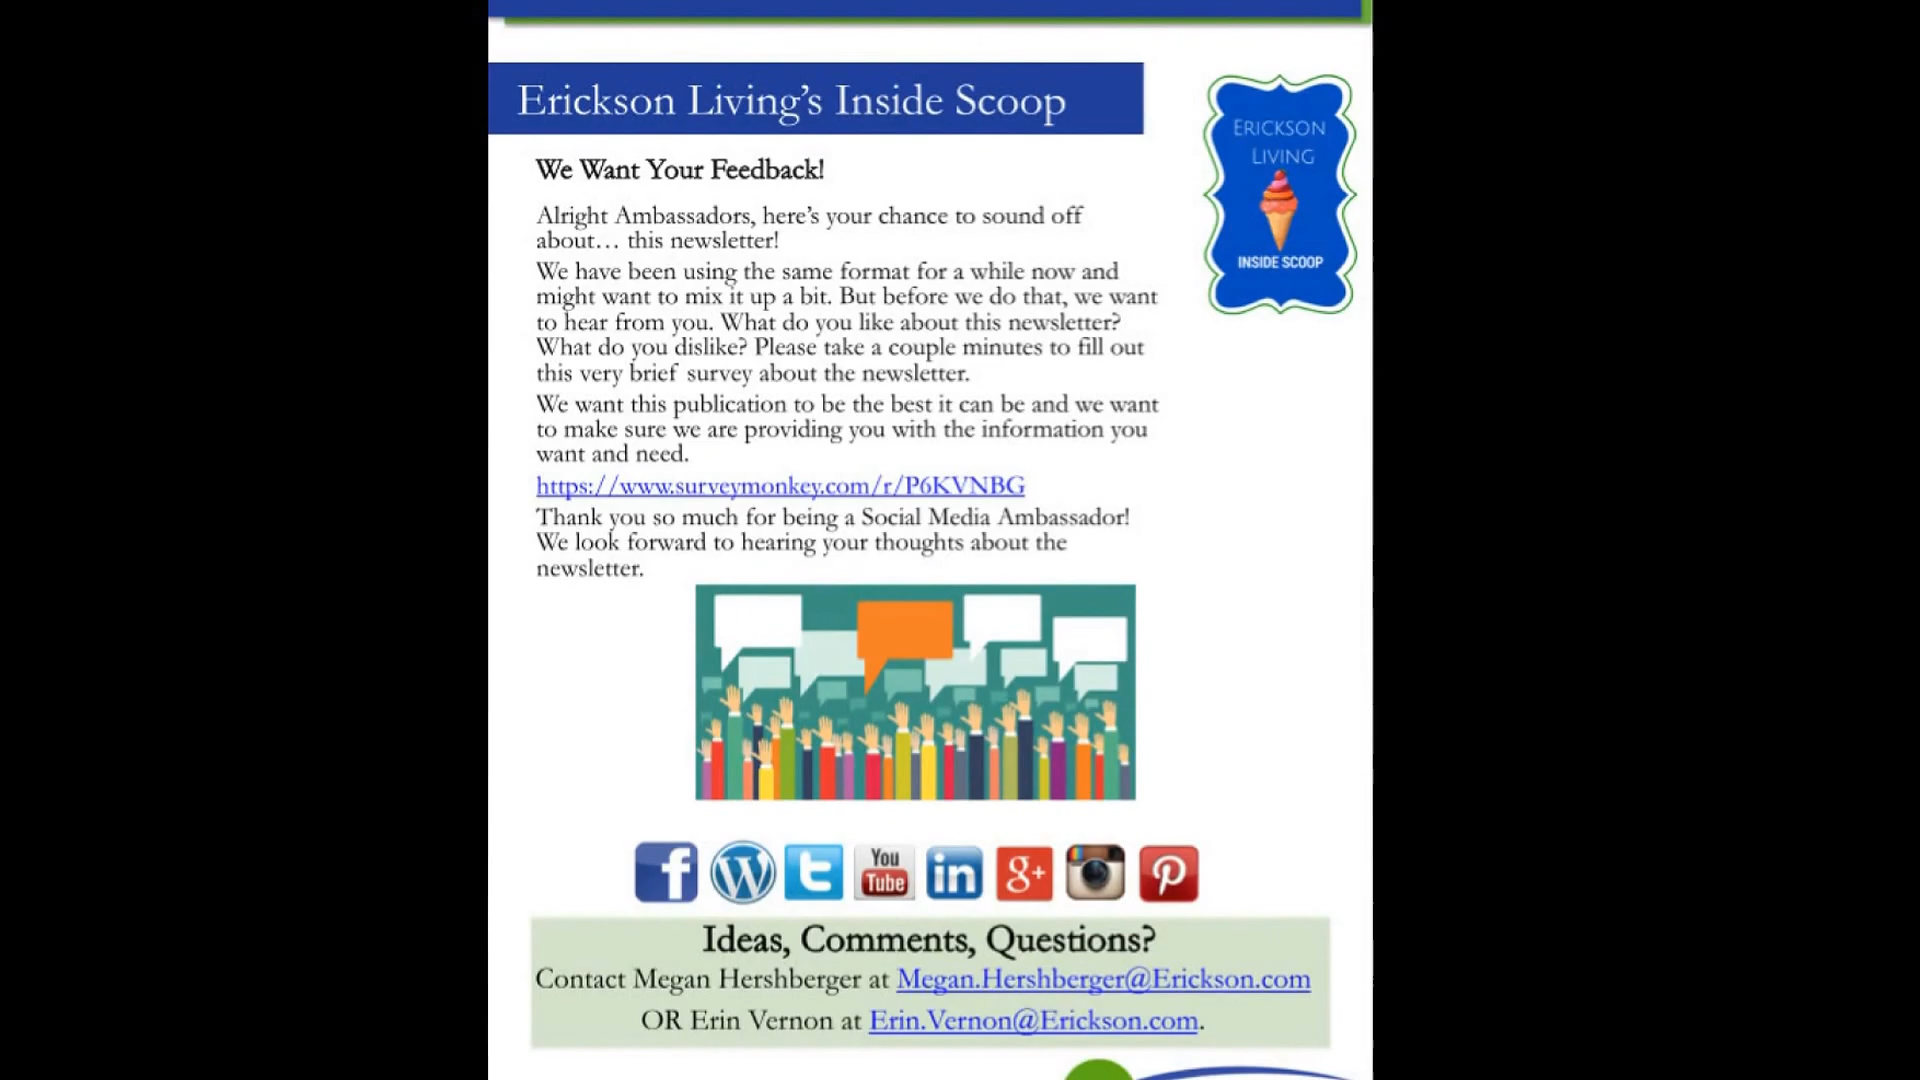 Erickson Living's Inside Scoop
ERICKSON
LIVING
INSIDE SCOOP
We Want Your Feedback!
Alright Ambassadors, here's your chance to sound off
about… this newsletter!
We have been using the same format for a while now and
might want to mix it up a bit. But before we do that, we want
to hear from you. What do you like about this newsletter?
What do you dislike? Please take a couple minutes to fill out
this very brief survey about the newsletter.
We want this publication to be the best it can be and we want
to make sure we are providing you with the information you
want and need.
https://www.surveymonkey.com/r/P6KVNBG
Thank you so much for being a Social Media Ambassador!
We look forward to hearing your thoughts about the
newsletter.
f W t You Tube in g+ P
Ideas, Comments, Questions?
Contact Megan Hershberger at Megan.Hershberger@Erickson.com
OR Erin Vernon at Erin.Vernon@Erickson.com.